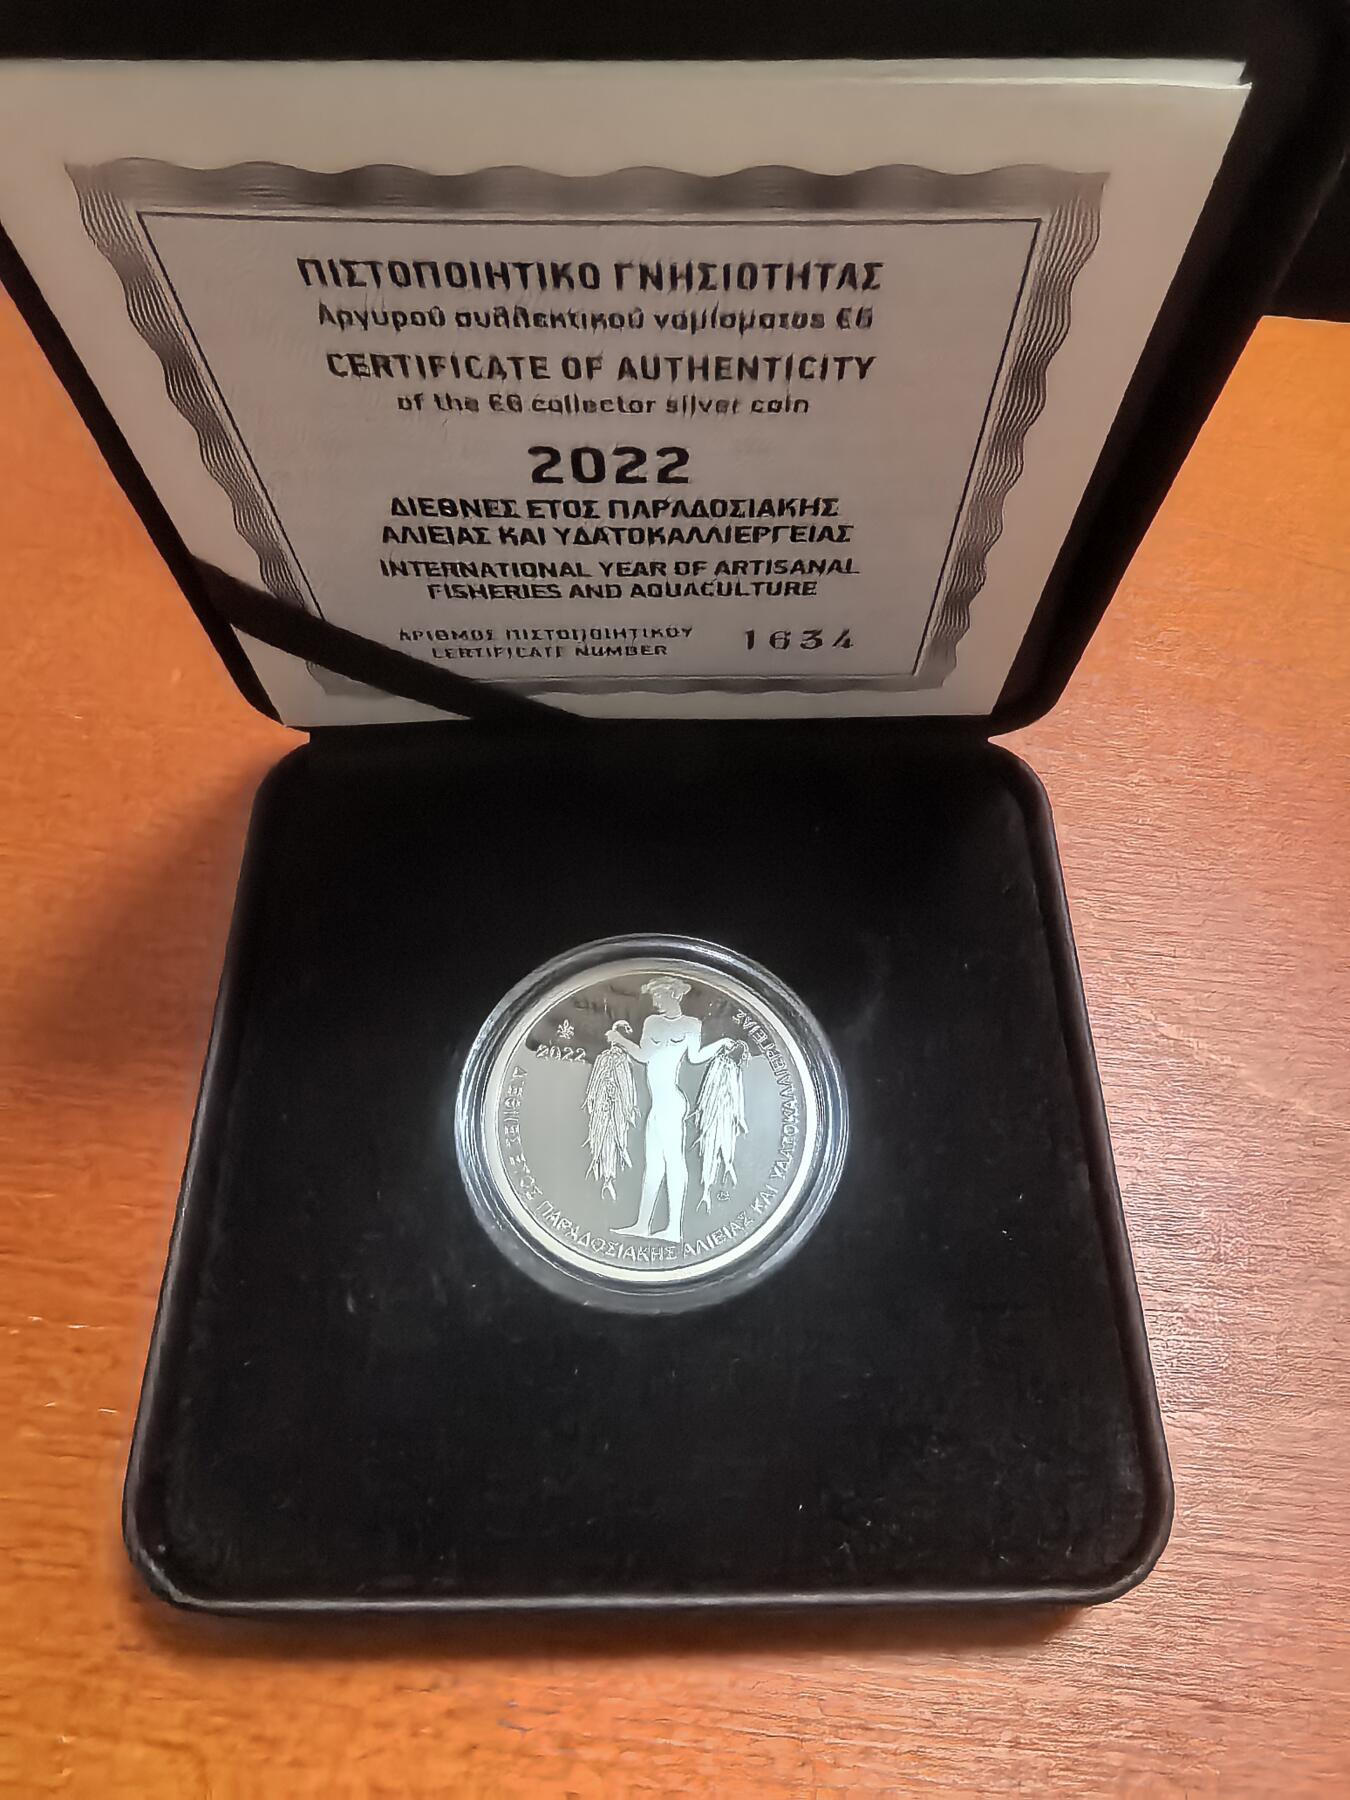 ΠΙΣΤΟΠΟΙΗΤΙΚΟ ΓΝΗΣΙΟΤΗΤΑΣ
Αργυρού συλλεκτικού νομίσματος €6
CERTIFICATE OF AUTHENTICITY
of the €6 collector silver coin
2022
ΔΙΕΘΝΕΣ ΕΤΟΣ ΠΑΡΑΔΟΣΙΑΚΗΣ
ΑΛΙΕΙΑΣ ΚΑΙ ΥΔΑΤΟΚΑΛΛΙΕΡΓΕΙΑΣ
INTERNATIONAL YEAR OF ARTISANAL
FISHERIES AND AQUACULTURE
ΑΡΙΘΜΟΣ ΠΙΣΤΟΠΟΙΗΤΙΚΟΥ
CERTIFICATE NUMBER 1634
2022
ΔΙΕΘΝΕΣ ΕΤΟΣ ΠΑΡΑΔΟΣΙΑΚΗΣ ΑΛΙΕΙΑΣ ΚΑΙ ΥΔΑΤΟΚΑΛΛΙΕΡΓΕΙΑΣ